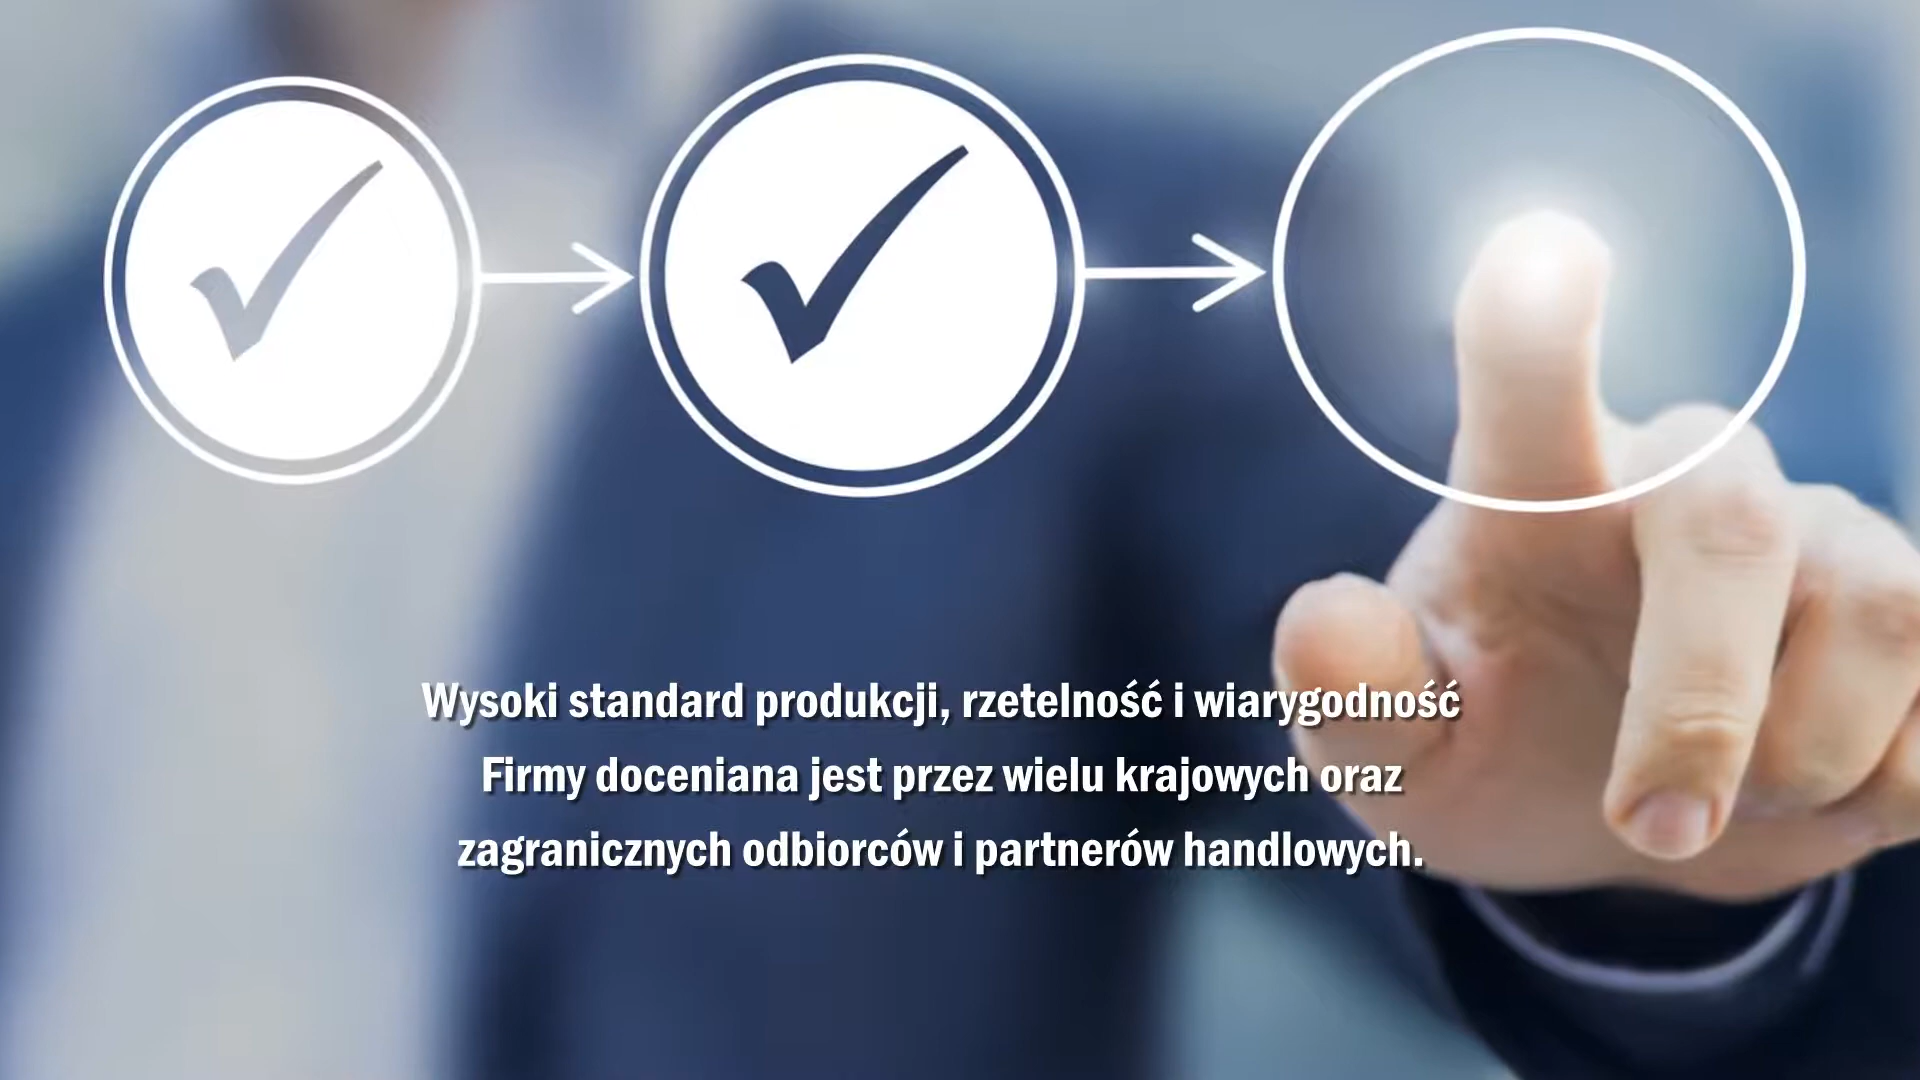 Wysoki standard produkcji, rzetelność i wiarygodność
Firmy doceniana jest przez wielu krajowych oraz
zagranicznych odbiorców i partnerów handlowych.